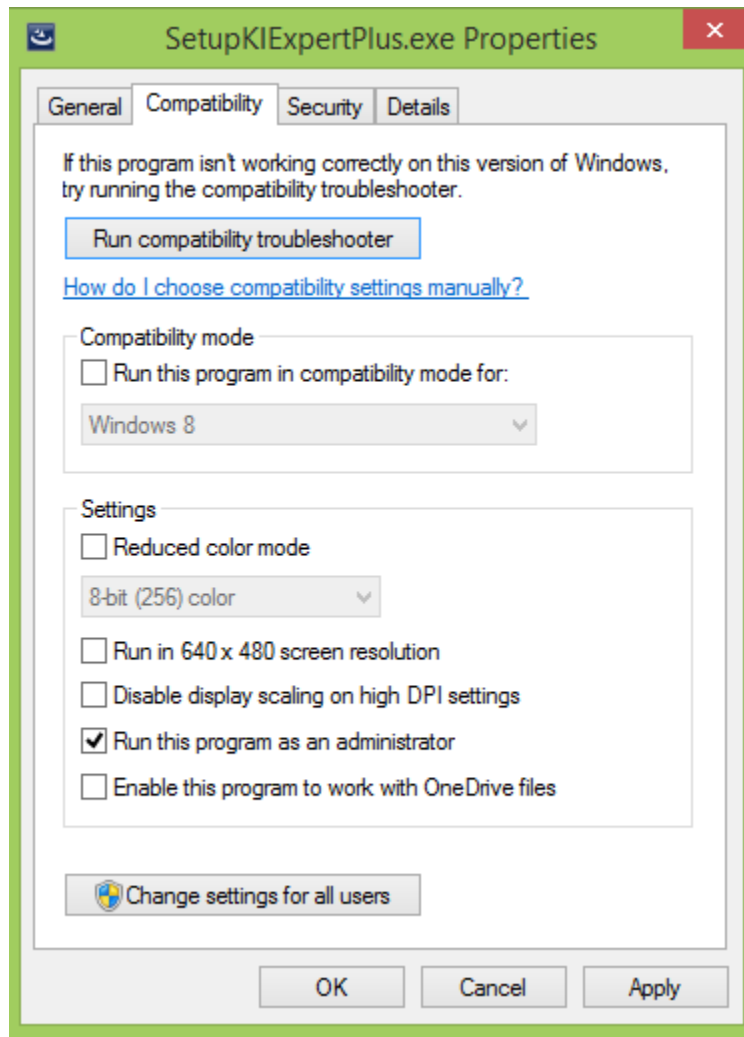 SetupKIExpertPlus.exe Properties
General Compatibility Security Details
If this program isn't working correctly on this version of Windows,
try running the compatibility troubleshooter.
Run compatibility troubleshooter
How do I choose compatibility settings manually?
Compatibility mode
Run this program in compatibility mode for:
Windows 8
Settings
Reduced color mode
8-bit (256) color
Run in 640 x 480 screen resolution
Disable display scaling on high DPI settings
Run this program as an administrator
Enable this program to work with OneDrive files
Change settings for all users
OK Cancel Apply